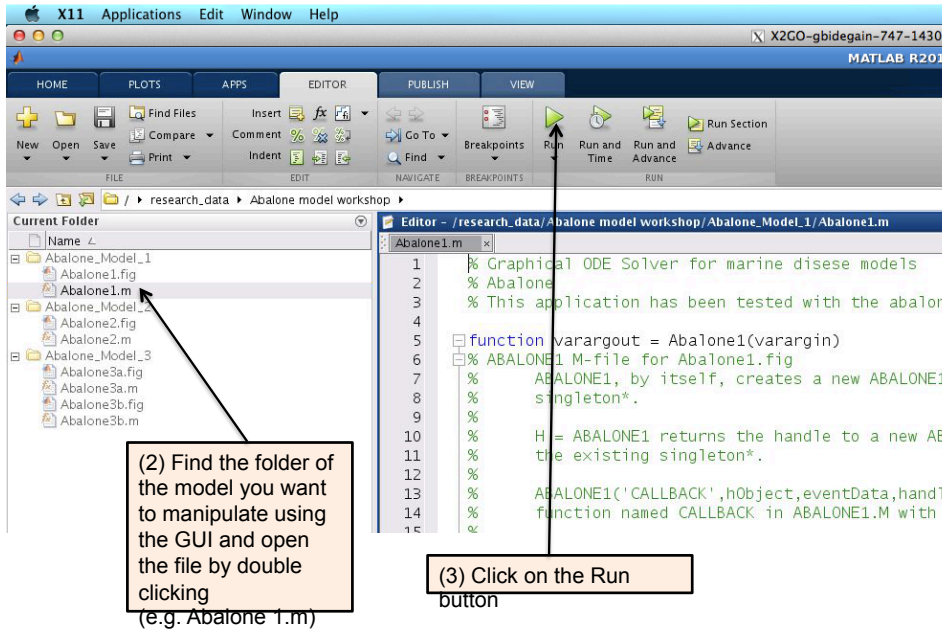 X11 Applications Edit Window Help
X2GO-gbidegain-747-1430
MATLAB R201
HOME PLOTS APPS EDITOR PUBLISH VIEW
New Open Save Find Files Compare Print
Insert fx Comment Indent
Go To Find
Breakpoints
Run Run and Time Run and Advance Run Section Advance
FILE EDIT NAVIGATE BREAKPOINTS RUN
/ research_data Abalone model workshop
Current Folder
Name
Abalone_Model_1
Abalone1.fig
Abalone1.m
Abalone_Model_2
Abalone2.fig
Abalone2.m
Abalone_Model_3
Abalone3a.fig
Abalone3a.m
Abalone3b.fig
Abalone3b.m
Editor - /research_data/Abalone model workshop/Abalone_Model_1/Abalone1.m
Abalone1.m
1 % Graphical ODE Solver for marine disese models
2 % Abalone
3 % This application has been tested with the abalon
4
5 function varargout = Abalone1(varargin)
6 % ABALONE1 M-file for Abalone1.fig
7 % ABALONE1, by itself, creates a new ABALONE1
8 % singleton*.
9 %
10 % H = ABALONE1 returns the handle to a new AB
11 % the existing singleton*.
12 %
13 % ABALONE1('CALLBACK',hObject,eventData,handl
14 % function named CALLBACK in ABALONE1.M with
15 %
(2) Find the folder of
the model you want
to manipulate using
the GUI and open
the file by double
clicking
(e.g. Abalone 1.m)
(3) Click on the Run
button